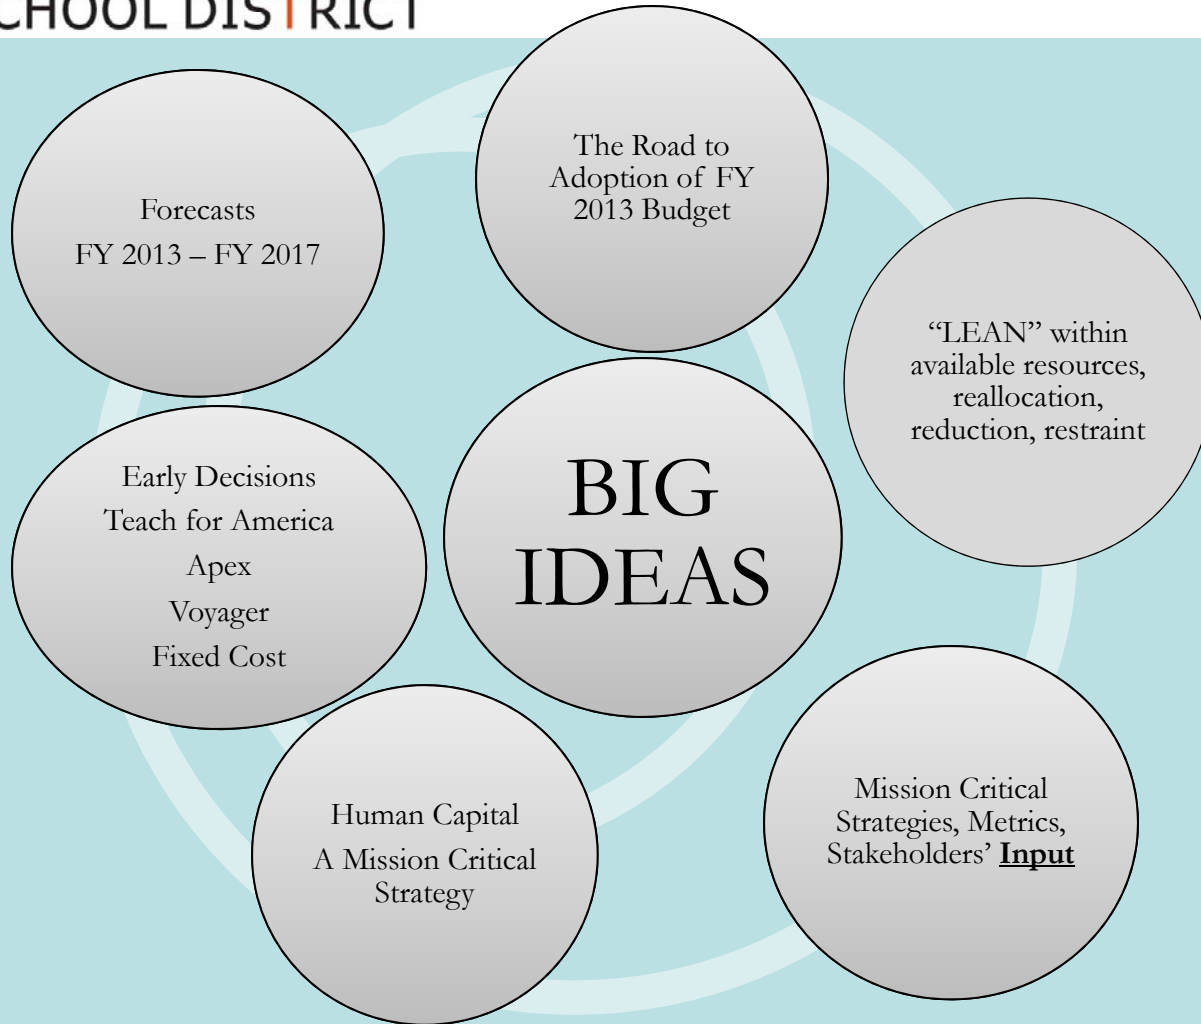 SCHOOL DISTRICT
The Road to
Adoption of FY
2013 Budget
“LEAN” within
available resources,
reallocation,
reduction, restraint
Mission Critical
Strategies, Metrics,
Stakeholders’ Input
Human Capital
A Mission Critical
Strategy
Early Decisions
Teach for America
Apex
Voyager
Fixed Cost
Forecasts
FY 2013 – FY 2017
BIG
IDEAS